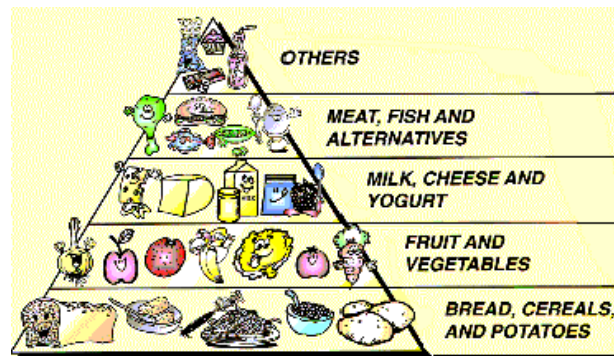 OTHERS
MEAT, FISH AND
ALTERNATIVES
MILK, CHEESE AND
YOGURT
FRUIT AND
VEGETABLES
BREAD, CEREALS,
AND POTATOES